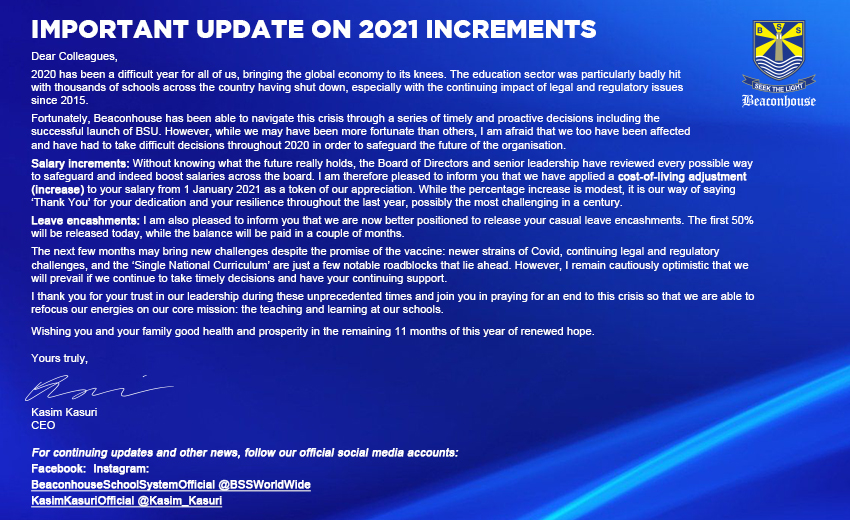 IMPORTANT UPDATE ON 2021 INCREMENTS
Dear Colleagues,
2020 has been a difficult year for all of us, bringing the global economy to its knees. The education sector was particularly badly hit
with thousands of schools across the country having shut down, especially with the continuing impact of legal and regulatory issues
since 2015.
Fortunately, Beaconhouse has been able to navigate this crisis through a series of timely and proactive decisions including the
successful launch of BSU. However, while we may have been more fortunate than others, I am afraid that we too have been affected
and have had to take difficult decisions throughout 2020 in order to safeguard the future of the organisation.
Salary increments: Without knowing what the future really holds, the Board of Directors and senior leadership have reviewed every possible way
to safeguard and indeed boost salaries across the board. I am therefore pleased to inform you that we have applied a cost-of-living adjustment
(increase) to your salary from 1 January 2021 as a token of our appreciation. While the percentage increase is modest, it is our way of saying
‘Thank You’ for your dedication and your resilience throughout the last year, possibly the most challenging in a century.
Leave encashments: I am also pleased to inform you that we are now better positioned to release your casual leave encashments. The first 50%
will be released today, while the balance will be paid in a couple of months.
The next few months may bring new challenges despite the promise of the vaccine: newer strains of Covid, continuing legal and regulatory
challenges, and the ‘Single National Curriculum’ are just a few notable roadblocks that lie ahead. However, I remain cautiously optimistic that we
will prevail if we continue to take timely decisions and have your continuing support.
I thank you for your trust in our leadership during these unprecedented times and join you in praying for an end to this crisis so that we are able to
refocus our energies on our core mission: the teaching and learning at our schools.
Wishing you and your family good health and prosperity in the remaining 11 months of this year of renewed hope.
Yours truly,
Kasim Kasuri
CEO
For continuing updates and other news, follow our official social media accounts:
Facebook: Instagram:
BeaconhouseSchoolSystemOfficial @BSSWorldWide
KasimKasuriOfficial @Kasim_Kasuri
B S S
SEEK THE LIGHT
Beaconhouse